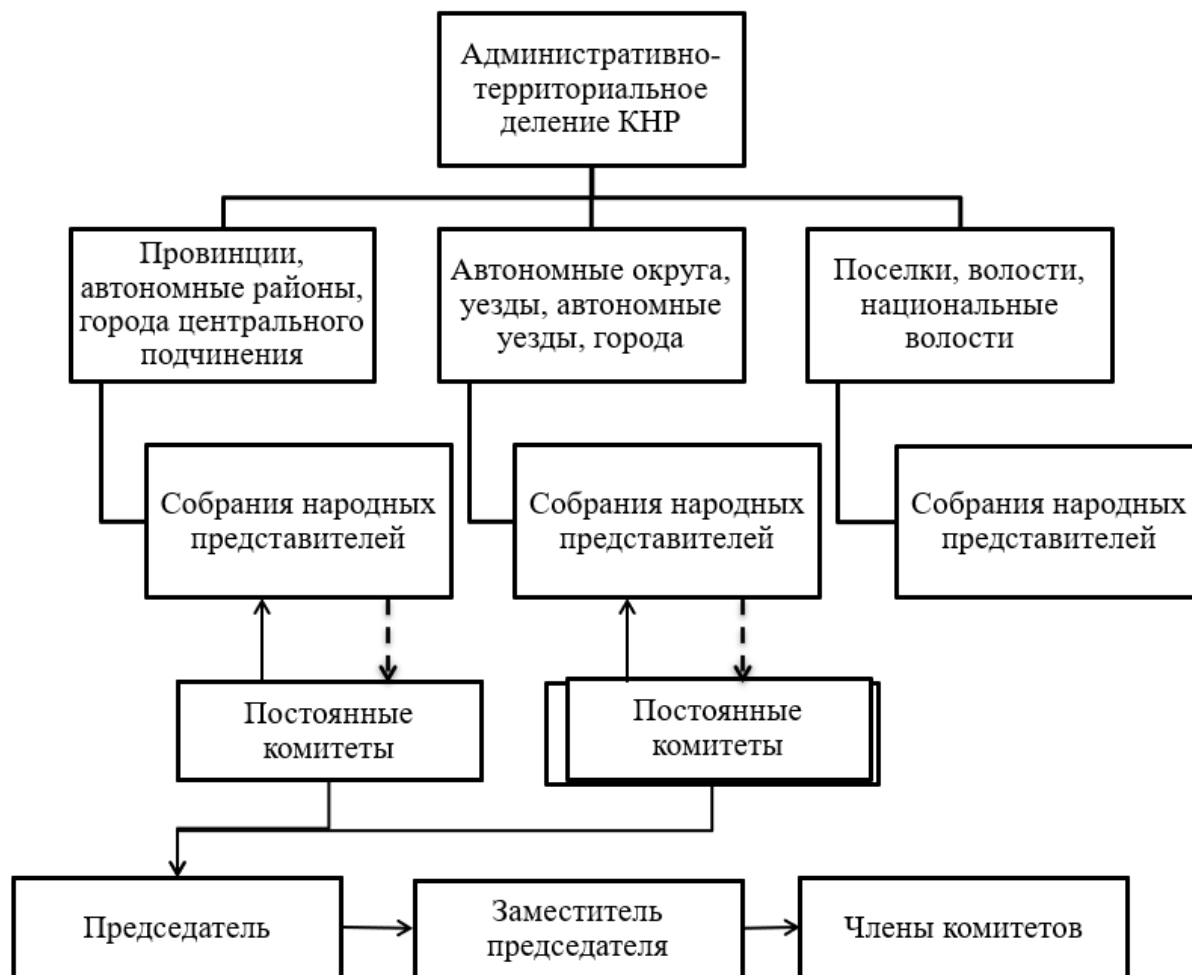 Административно-
территориальное
деление КНР
Провинции,
автономные районы,
города центрального
подчинения
Автономные округа,
уезды, автономные
уезды, города
Поселки, волости,
национальные
волости
Собрания народных
представителей
Собрания народных
представителей
Собрания народных
представителей
Постоянные
комитеты
Постоянные
комитеты
Председатель
Заместитель
председателя
Члены комитетов